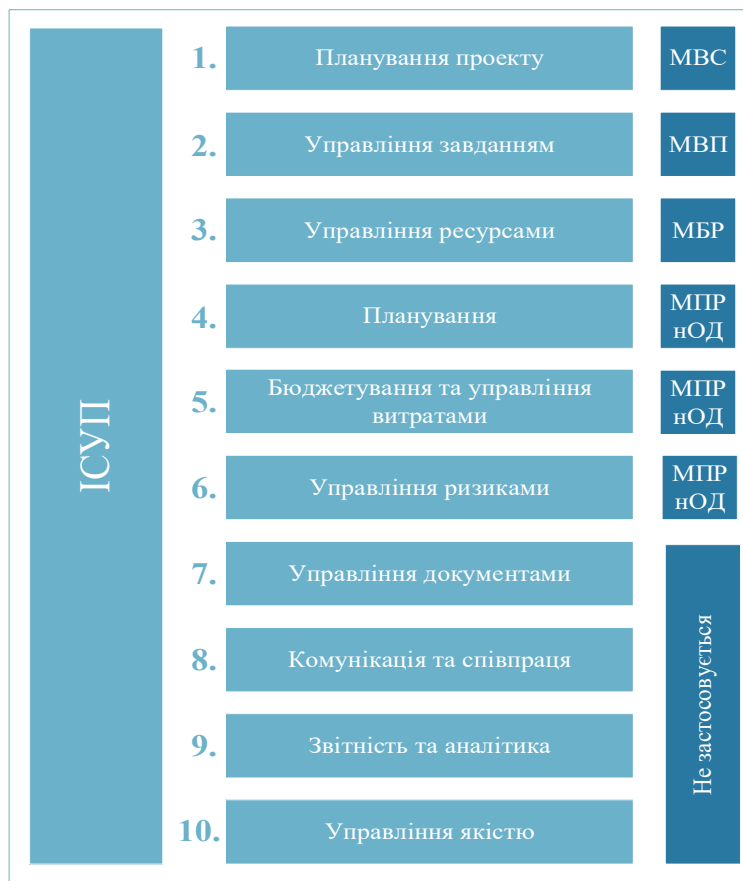 ІСУП
1.
Планування проекту
МВС
2.
Управління завданням
МВП
3.
Управління ресурсами
МБР
4.
Планування
МПР
нОД
5.
Бюджетування та управління
витратами
МПР
нОД
6.
Управління ризиками
МПР
нОД
7.
Управління документами
8.
Комунікація та співпраця
9.
Звітність та аналітика
10.
Управління якістю
Не застосовується